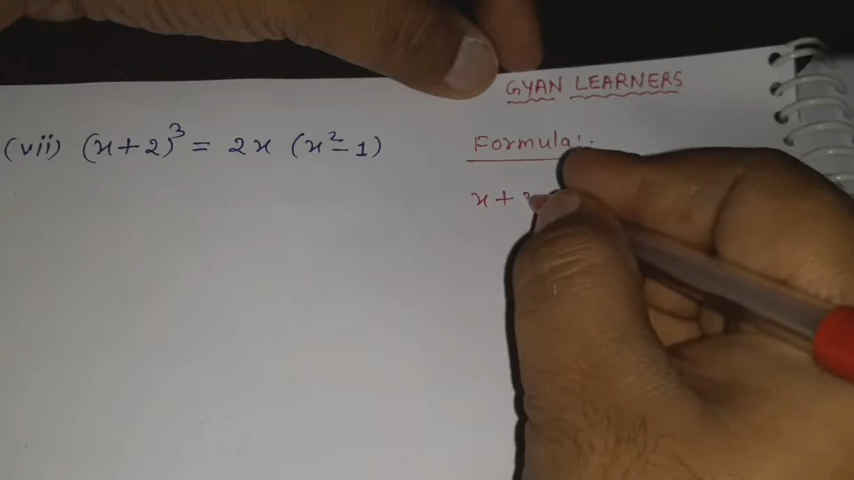 GYAN LEARNERS
(vii) (x+2)³ = 2x (x²-1)
Formula:
x +